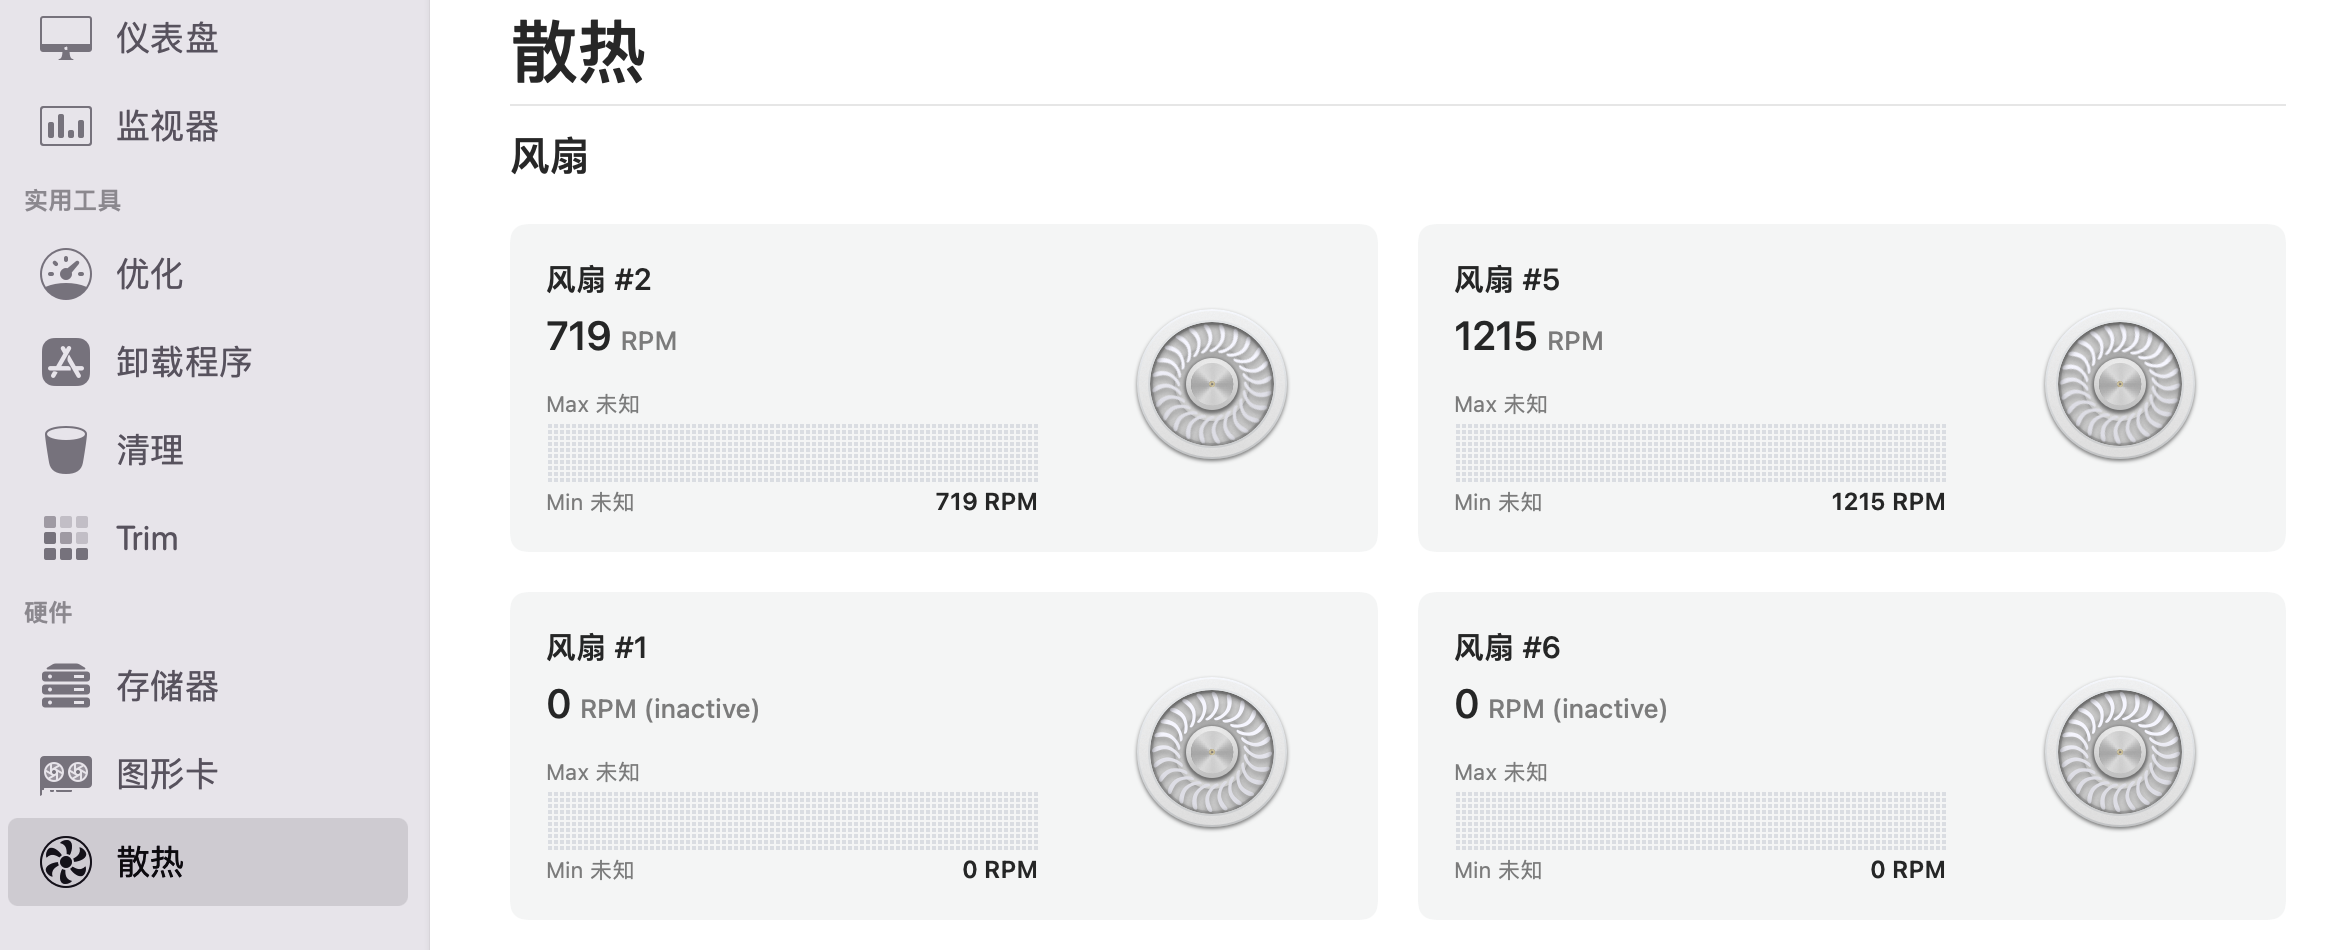 仪表盘
监视器
实用工具
优化
卸载程序
清理
Trim
硬件
存储器
图形卡
散热
散热
风扇
风扇 #2
719 RPM
Max 未知
Min 未知 719 RPM
风扇 #5
1215 RPM
Max 未知
Min 未知 1215 RPM
风扇 #1
0 RPM (inactive)
Max 未知
Min 未知 0 RPM
风扇 #6
0 RPM (inactive)
Max 未知
Min 未知 0 RPM